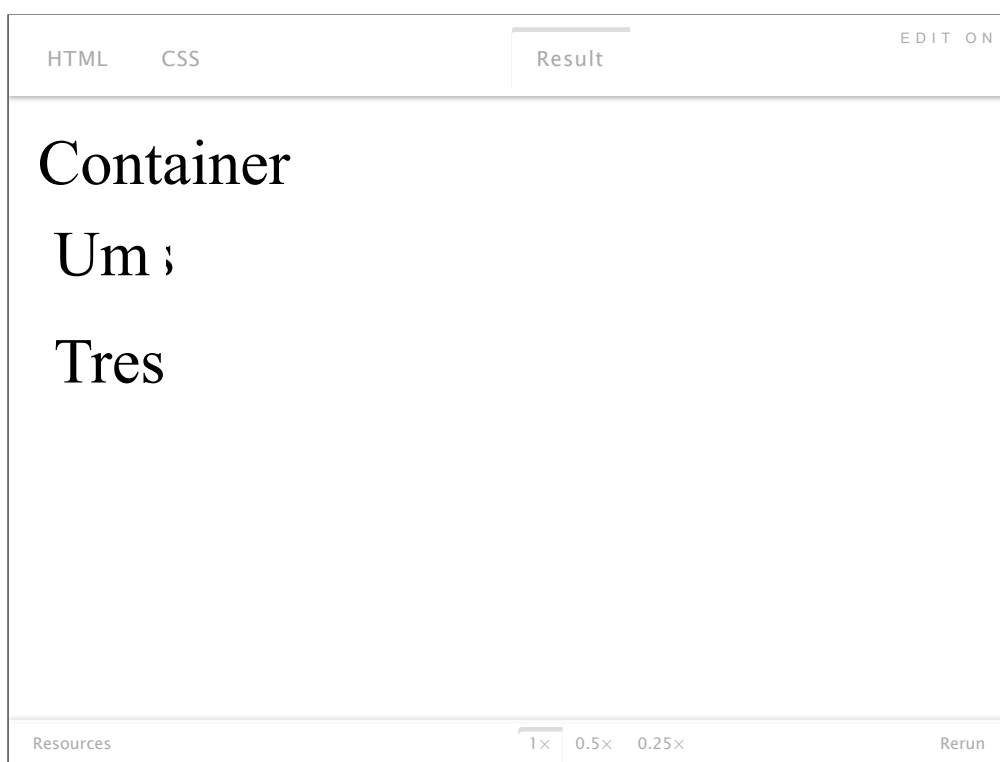 HTML CSS Result EDIT ON
Container
Um
Tres
Resources 1× 0.5× 0.25× Rerun